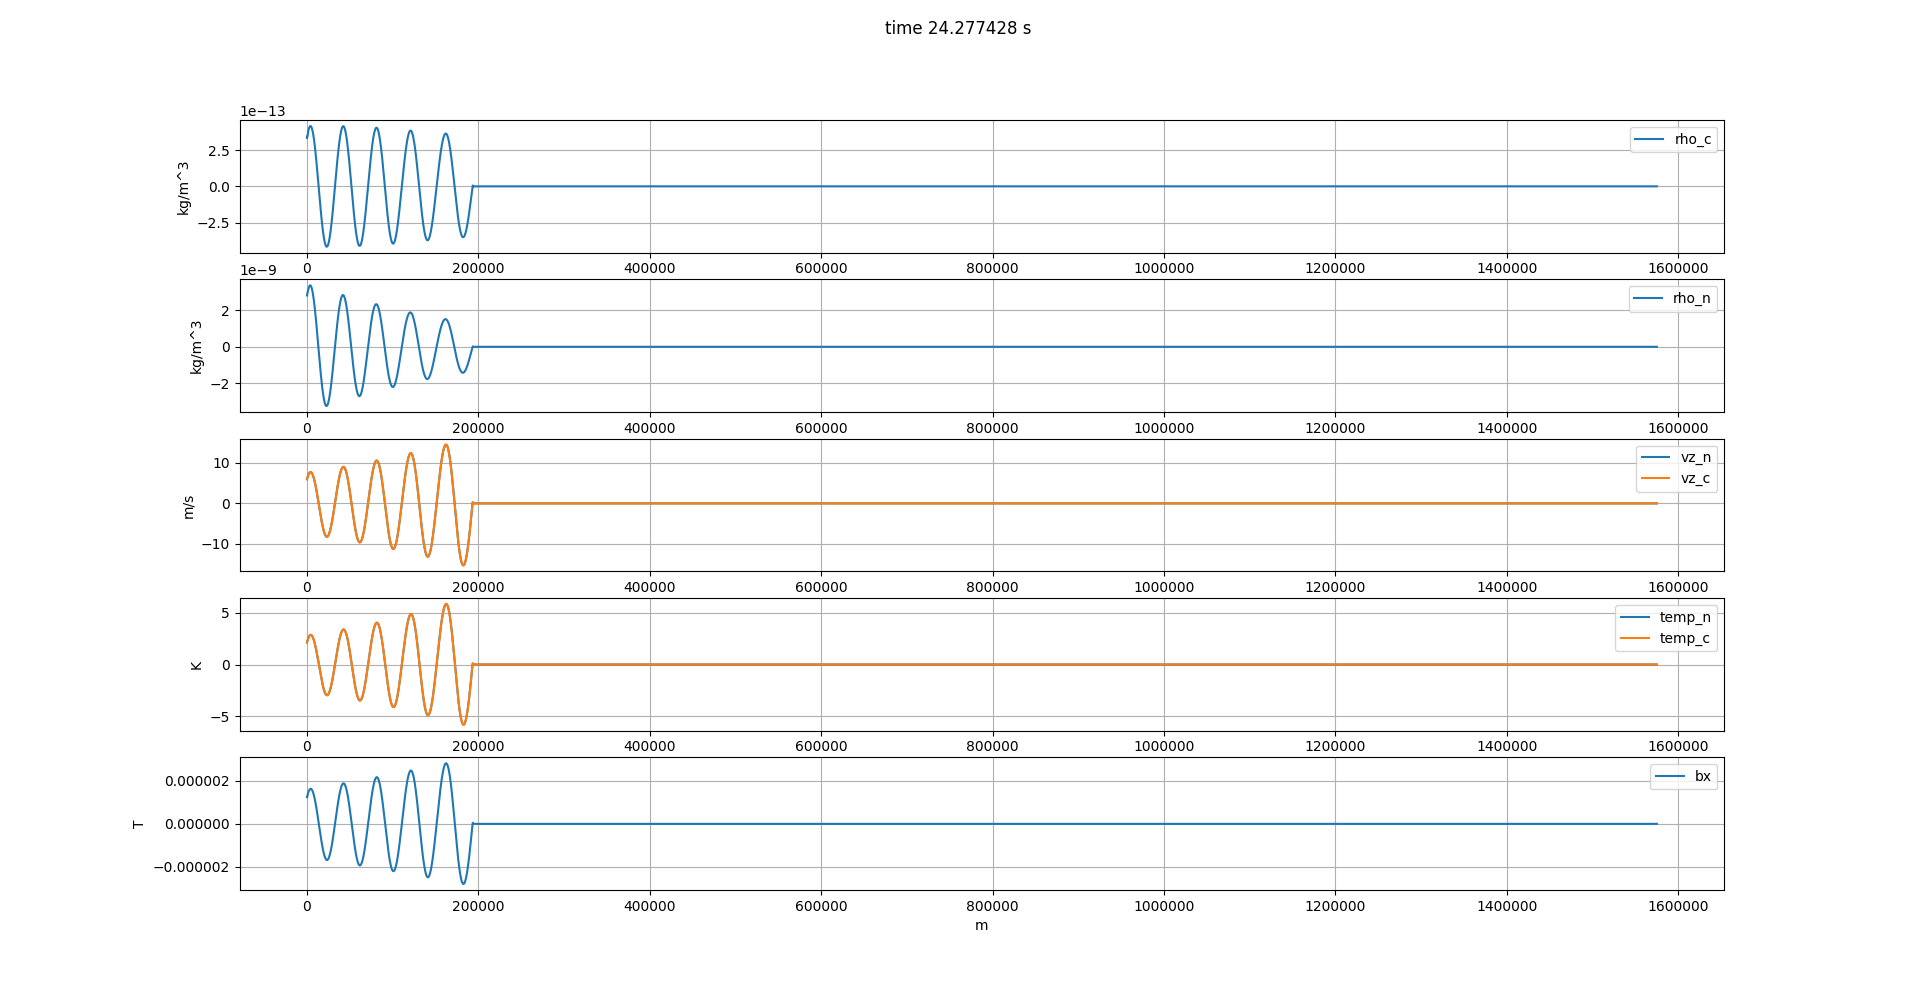 time 24.277428 s
1e−13
kg/m^3
2.5
0.0
−2.5
rho_c
0 200000 400000 600000 800000 1000000 1200000 1400000 1600000
1e−9
kg/m^3
2
0
−2
rho_n
0 200000 400000 600000 800000 1000000 1200000 1400000 1600000
m/s
10
0
−10
vz_n
vz_c
0 200000 400000 600000 800000 1000000 1200000 1400000 1600000
K
5
0
−5
temp_n
temp_c
0 200000 400000 600000 800000 1000000 1200000 1400000 1600000
T
0.000002
0.000000
−0.000002
bx
0 200000 400000 600000 800000 1000000 1200000 1400000 1600000
m